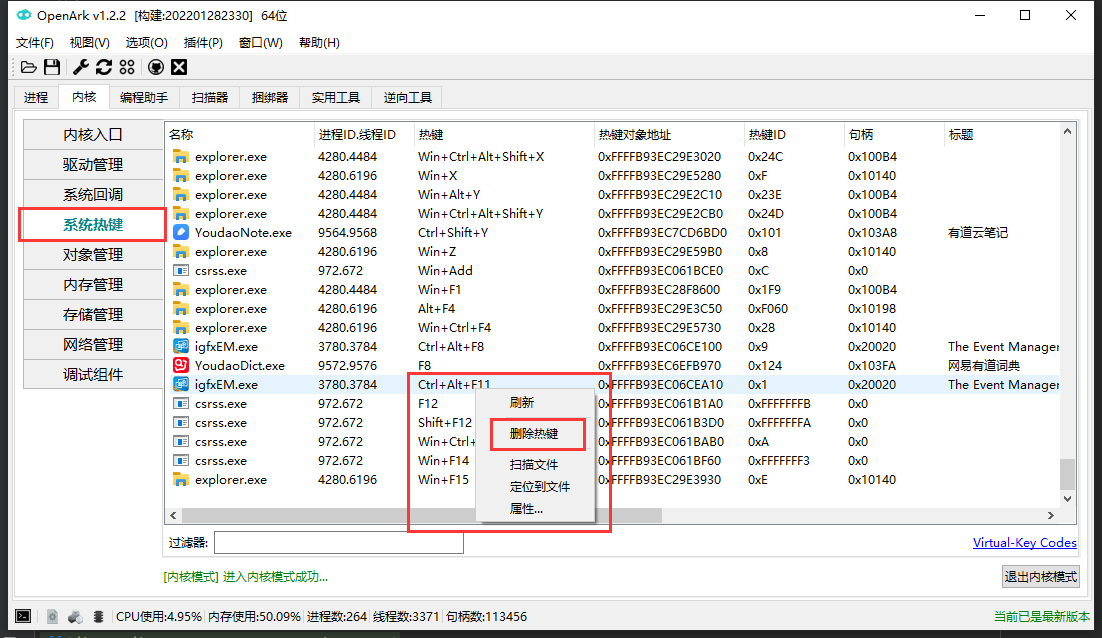 OpenArk v1.2.2 [构建:202201282330] 64位
文件(F) 视图(V) 选项(O) 插件(P) 窗口(W) 帮助(H)
进程 内核 编程助手 扫描器 捆绑器 实用工具 逆向工具
内核入口
驱动管理
系统回调
系统热键
对象管理
内存管理
存储管理
网络管理
调试组件
名称 进程ID.线程ID 热键 热键对象地址 热键ID 句柄 标题
explorer.exe 4280.4484 Win+Ctrl+Alt+Shift+X 0xFFFFB93EC29E3020 0x24C 0x100B4
explorer.exe 4280.6196 Win+X 0xFFFFB93EC29E5280 0xF 0x10140
explorer.exe 4280.4484 Win+Alt+Y 0xFFFFB93EC29E2C10 0x23E 0x100B4
explorer.exe 4280.4484 Win+Ctrl+Alt+Shift+Y 0xFFFFB93EC29E2CB0 0x24D 0x100B4
YoudaoNote.exe 9564.9568 Ctrl+Shift+Y 0xFFFFB93EC7CD6BD0 0x101 0x103A8 有道云笔记
explorer.exe 4280.6196 Win+Z 0xFFFFB93EC29E59B0 0x8 0x10140
csrss.exe 972.672 Win+Add 0xFFFFB93EC061BCE0 0xC 0x0
explorer.exe 4280.4484 Win+F1 0xFFFFB93EC28F8600 0x1F9 0x100B4
explorer.exe 4280.6196 Alt+F4 0xFFFFB93EC29E3C50 0xF060 0x10198
explorer.exe 4280.6196 Win+Ctrl+F4 0xFFFFB93EC29E5730 0x28 0x10140
igfxEM.exe 3780.3784 Ctrl+Alt+F8 0xFFFFB93EC06CE100 0x9 0x20020 The Event Manager
YoudaoDict.exe 9572.9576 F8 0xFFFFB93EC6EFB970 0x124 0x103FA 网易有道词典
igfxEM.exe 3780.3784 Ctrl+Alt+F11 0xFFFFB93EC06CEA10 0x1 0x20020 The Event Manager
csrss.exe 972.672 F12 0xFFFFB93EC061B1A0 0xFFFFFFFB 0x0
csrss.exe 972.672 Shift+F12 0xFFFFB93EC061B3D0 0xFFFFFFFA 0x0
csrss.exe 972.672 Win+Ctrl+ 0xFFFFB93EC061BAB0 0xA 0x0
csrss.exe 972.672 Win+F14 0xFFFFB93EC061BF60 0xFFFFFFF3 0x0
explorer.exe 4280.6196 Win+F15 0xFFFFB93EC29E3930 0xE 0x10140
刷新
删除热键
扫描文件
定位到文件
属性...
过滤器: Virtual-Key Codes
[内核模式] 进入内核模式成功... 退出内核模式
CPU使用:4.95% 内存使用:50.09% 进程数:264 线程数:3371 句柄数:113456 当前已是最新版本